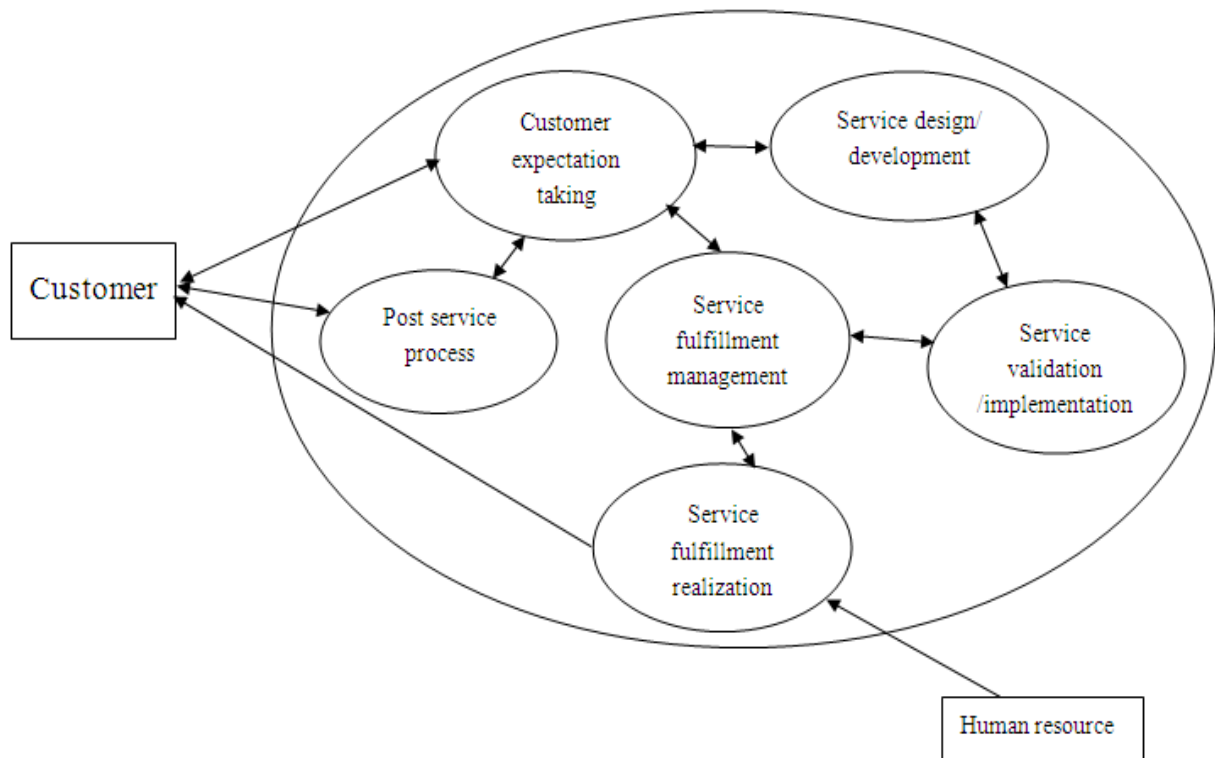 Customer
expectation
taking
Service design/
development
Customer
Post service
process
Service
fulfillment
management
Service
validation
/implementation
Service
fulfillment
realization
Human resource